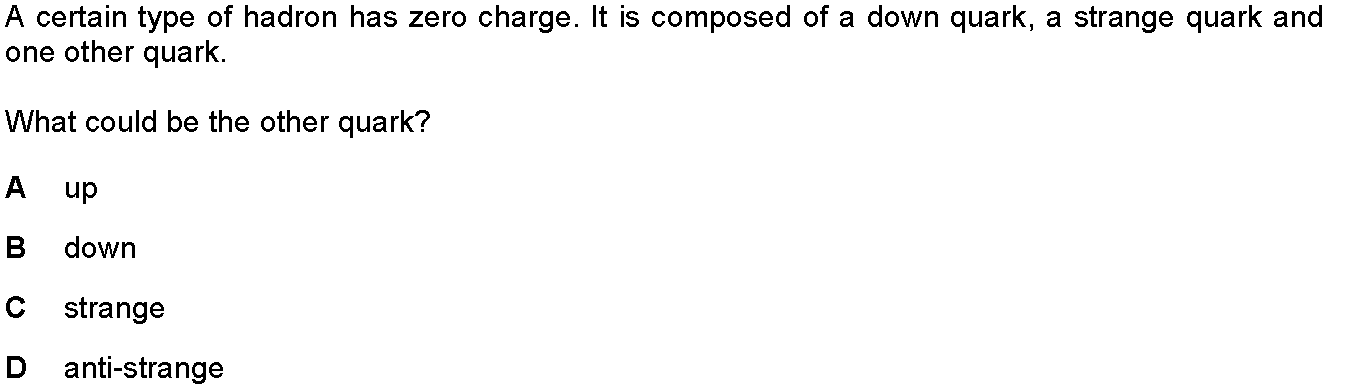 A certain type of hadron has zero charge. It is composed of a down quark, a strange quark and
one other quark.
What could be the other quark?
A up
B down
C strange
D anti-strange